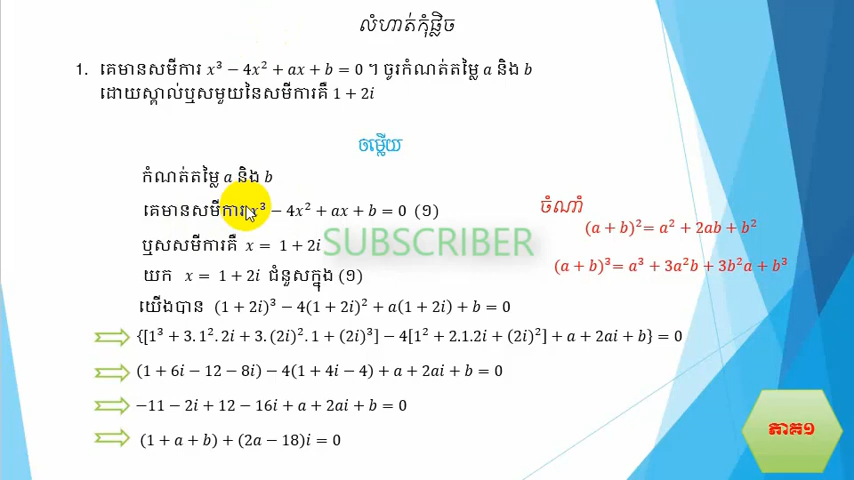 លំហាត់កុំផ្លិច
1. គេមានសមីការ x³ − 4x² + ax + b = 0 ។ ចូរកំណត់តម្លៃ a និង b
ដោយស្គាល់ឬសមួយនៃសមីការគឺ 1 + 2i
ចម្លើយ
កំណត់តម្លៃ a និង b
គេមានសមីការ x³ − 4x² + ax + b = 0 (១)
ឬសសមីការគឺ x = 1 + 2i
យក x = 1 + 2i ជំនួសក្នុង (១)
យើងបាន (1 + 2i)³ − 4(1 + 2i)² + a(1 + 2i) + b = 0
{[1³ + 3.1².2i + 3.(2i)².1 + (2i)³] − 4[1² + 2.1.2i + (2i)²] + a + 2ai + b} = 0
(1 + 6i − 12 − 8i) − 4(1 + 4i − 4) + a + 2ai + b = 0
−11 − 2i + 12 − 16i + a + 2ai + b = 0
(1 + a + b) + (2a − 18)i = 0
ចំណាំ
(a + b)² = a² + 2ab + b²
(a + b)³ = a³ + 3a²b + 3b²a + b³
SUBSCRIBER
ភាគ១